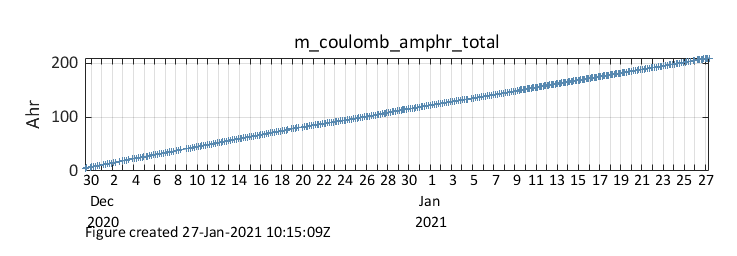 m_coulomb_amphr_total
200
100
0
Ahr
30 2 4 6 8 10 12 14 16 18 20 22 24 26 28 30 1 3 5 7 9 11 13 15 17 19 21 23 25 27
Dec Jan
2020 2021
Figure created 27-Jan-2021 10:15:09Z